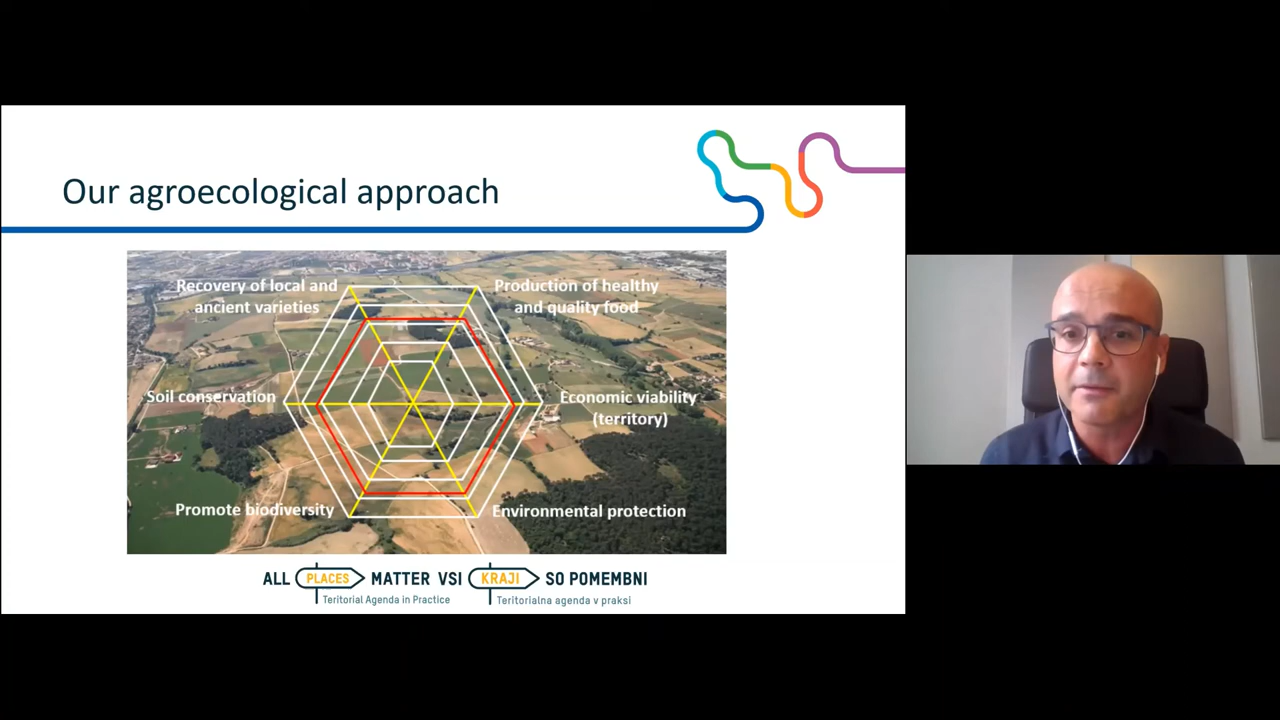 Our agroecological approach
Recovery of local and
ancient varieties
Production of healthy
and quality food
Soil conservation
Economic viability
(territory)
Promote biodiversity
Environmental protection
ALL PLACES MATTER VSI KRAJI SO POMEMBNI
Teritorial Agenda in Practice
Teritorialna agenda v praksi